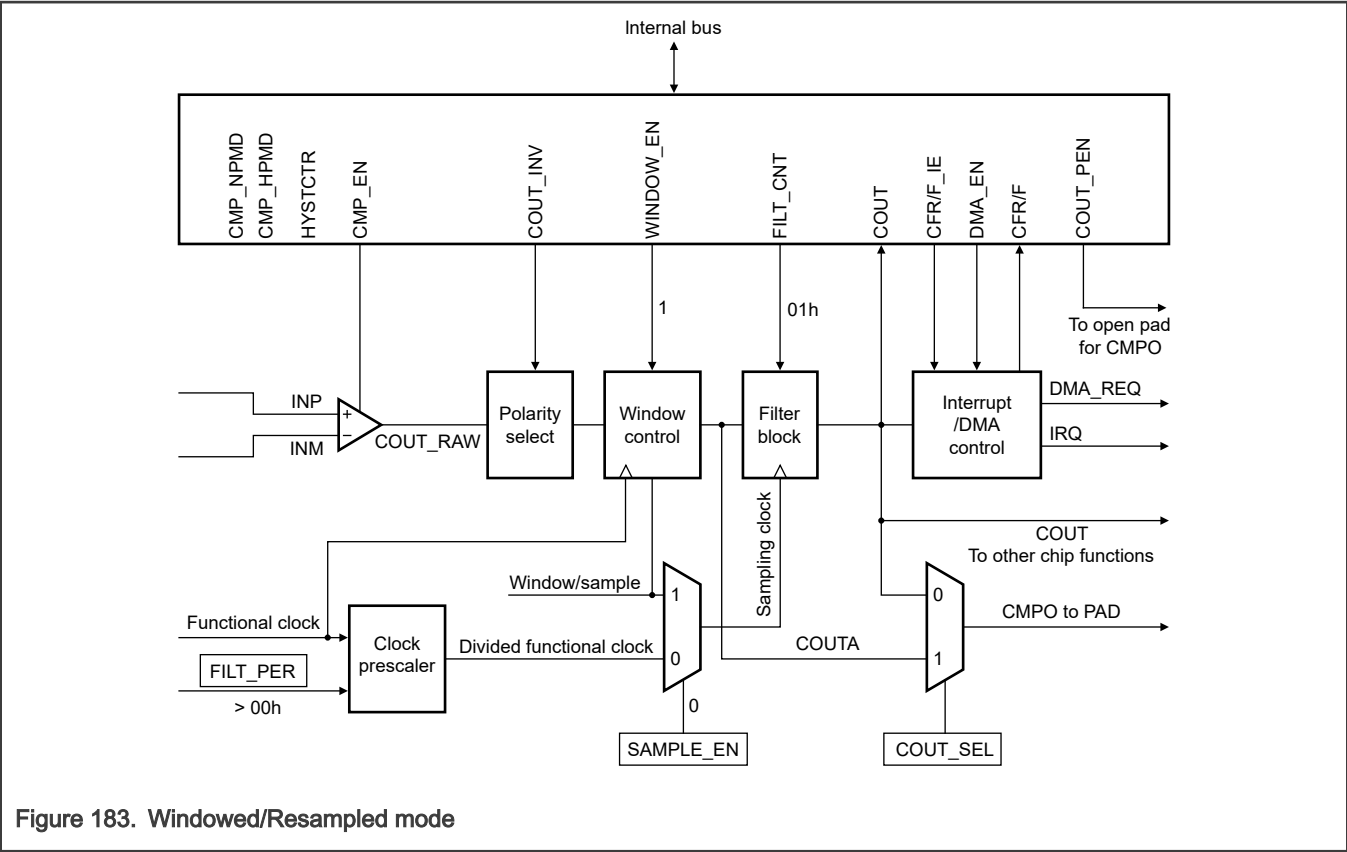 Internal bus
CMP_NPMD
CMP_HPMD
HYSTCTR
CMP_EN
COUT_INV
WINDOW_EN
FILT_CNT
COUT
CFR/F_IE
DMA_EN
CFR/F
COUT_PEN
1
01h
To open pad
for CMPO
INP
+
−
INM
COUT_RAW
Polarity
select
Window
control
Filter
block
Interrupt
/DMA
control
DMA_REQ
IRQ
Sampling clock
COUT
To other chip functions
Window/sample
1
0
Functional clock
Clock
prescaler
Divided functional clock
FILT_PER
> 00h
0
SAMPLE_EN
COUTA
0
1
CMPO to PAD
COUT_SEL
Figure 183. Windowed/Resampled mode